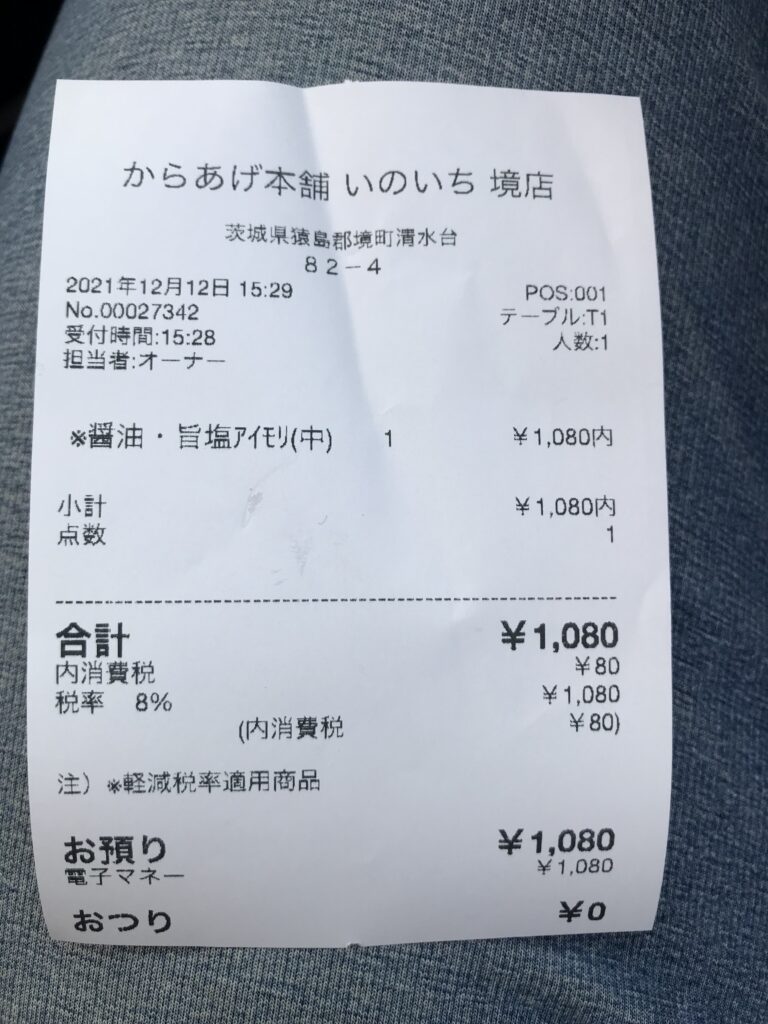 からあげ本舗 いのいち 境店
茨城県猿島郡境町清水台
82-4
2021年12月12日 15:29 POS:001
No.00027342 テーブル:T1
受付時間:15:28 人数:1
担当者:オーナー
※醤油・旨塩ｱｲﾓﾘ(中) 1 ¥1,080内
小計 ¥1,080内
点数 1
合計 ¥1,080
内消費税 ¥80
税率 8% ¥1,080
(内消費税 ¥80)
注）※軽減税率適用商品
お預り ¥1,080
電子マネー ¥1,080
おつり ¥0